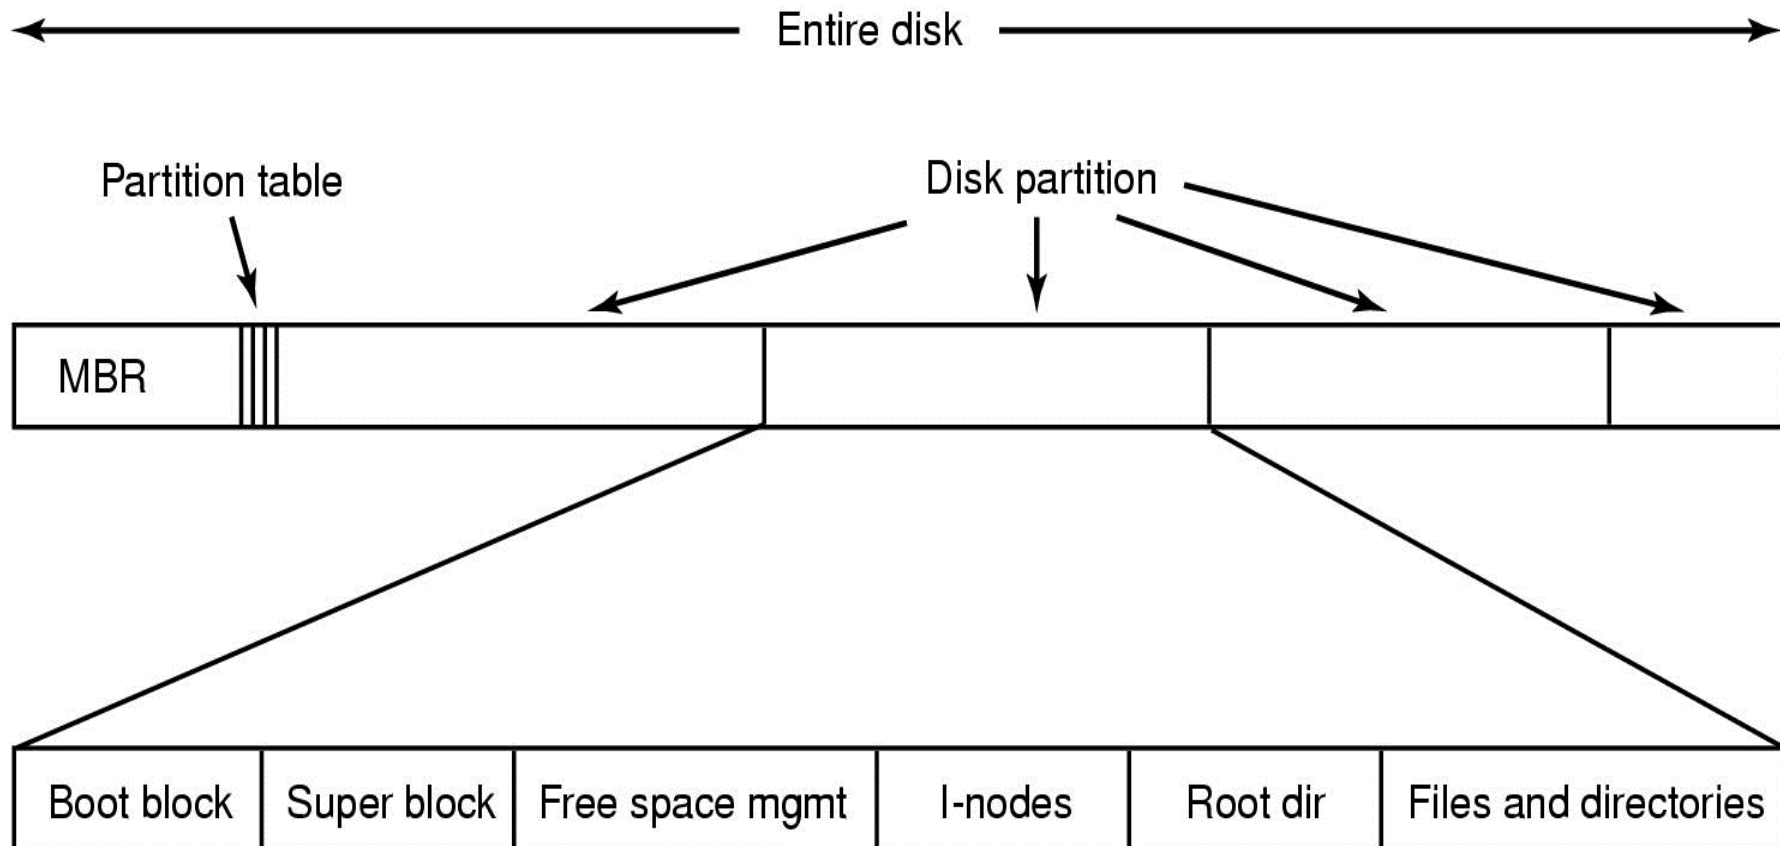 Entire disk
Partition table
Disk partition
MBR
Boot block
Super block
Free space mgmt
I-nodes
Root dir
Files and directories